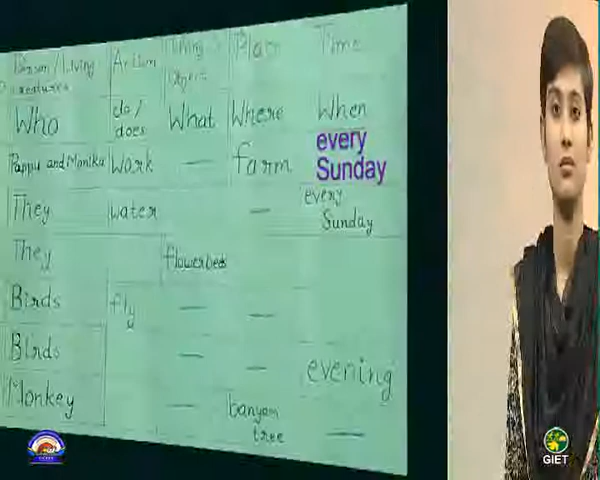 Person / Living Action Thing Place Time
creatures Object
Who do / does What Where When
Pappu and Monika work — farm every Sunday
They water — every Sunday
They flowerbeds
Birds fly — —
Birds — — evening
Monkey — banyan tree —
GIET